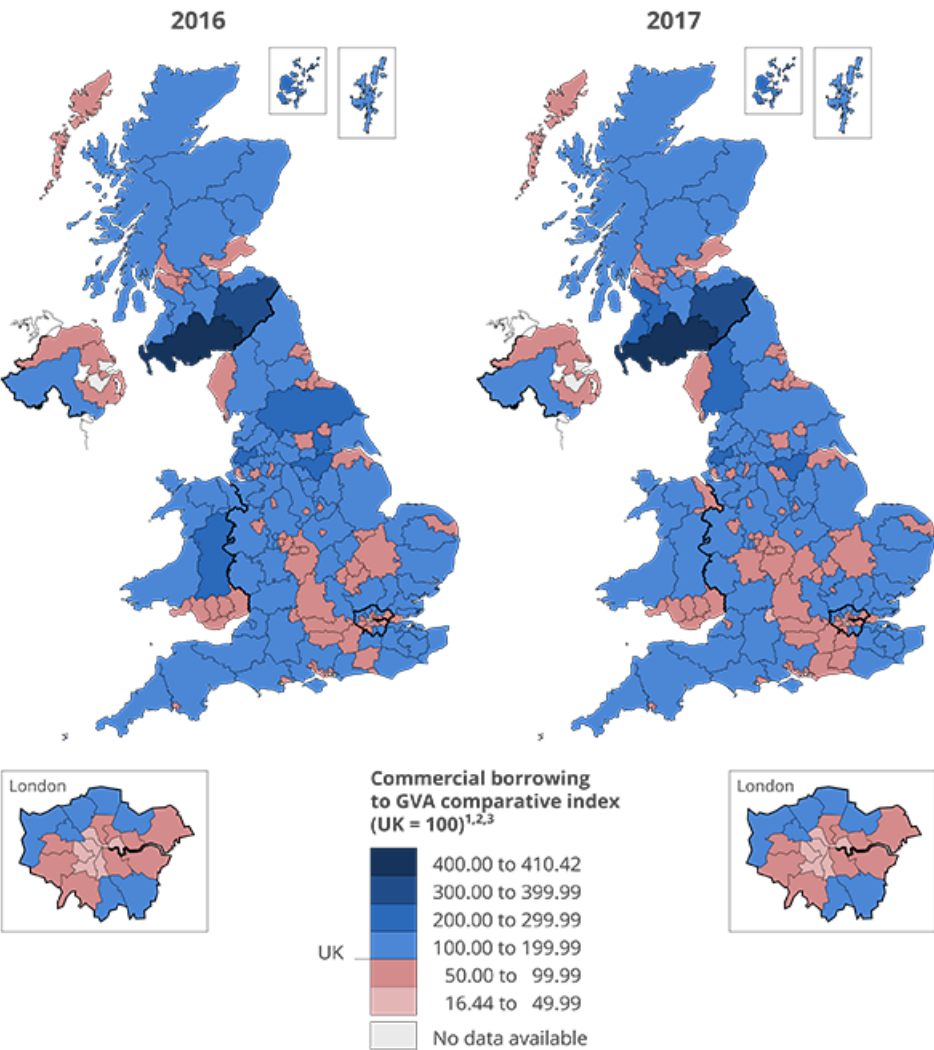 2016
2017
London
London
Commercial borrowing
to GVA comparative index
(UK = 100)1,2,3
400.00 to 410.42
300.00 to 399.99
200.00 to 299.99
100.00 to 199.99
UK
50.00 to 99.99
16.44 to 49.99
No data available